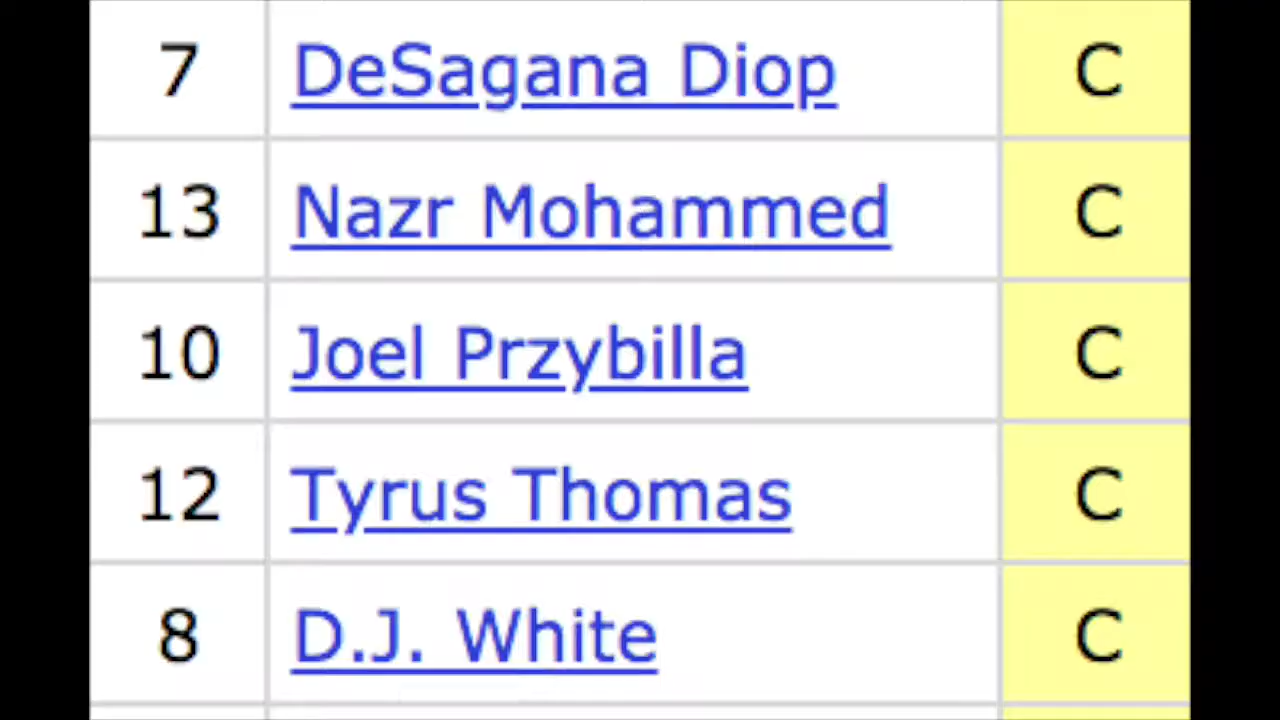 7 DeSagana Diop C
13 Nazr Mohammed C
10 Joel Przybilla C
12 Tyrus Thomas C
8 D.J. White C